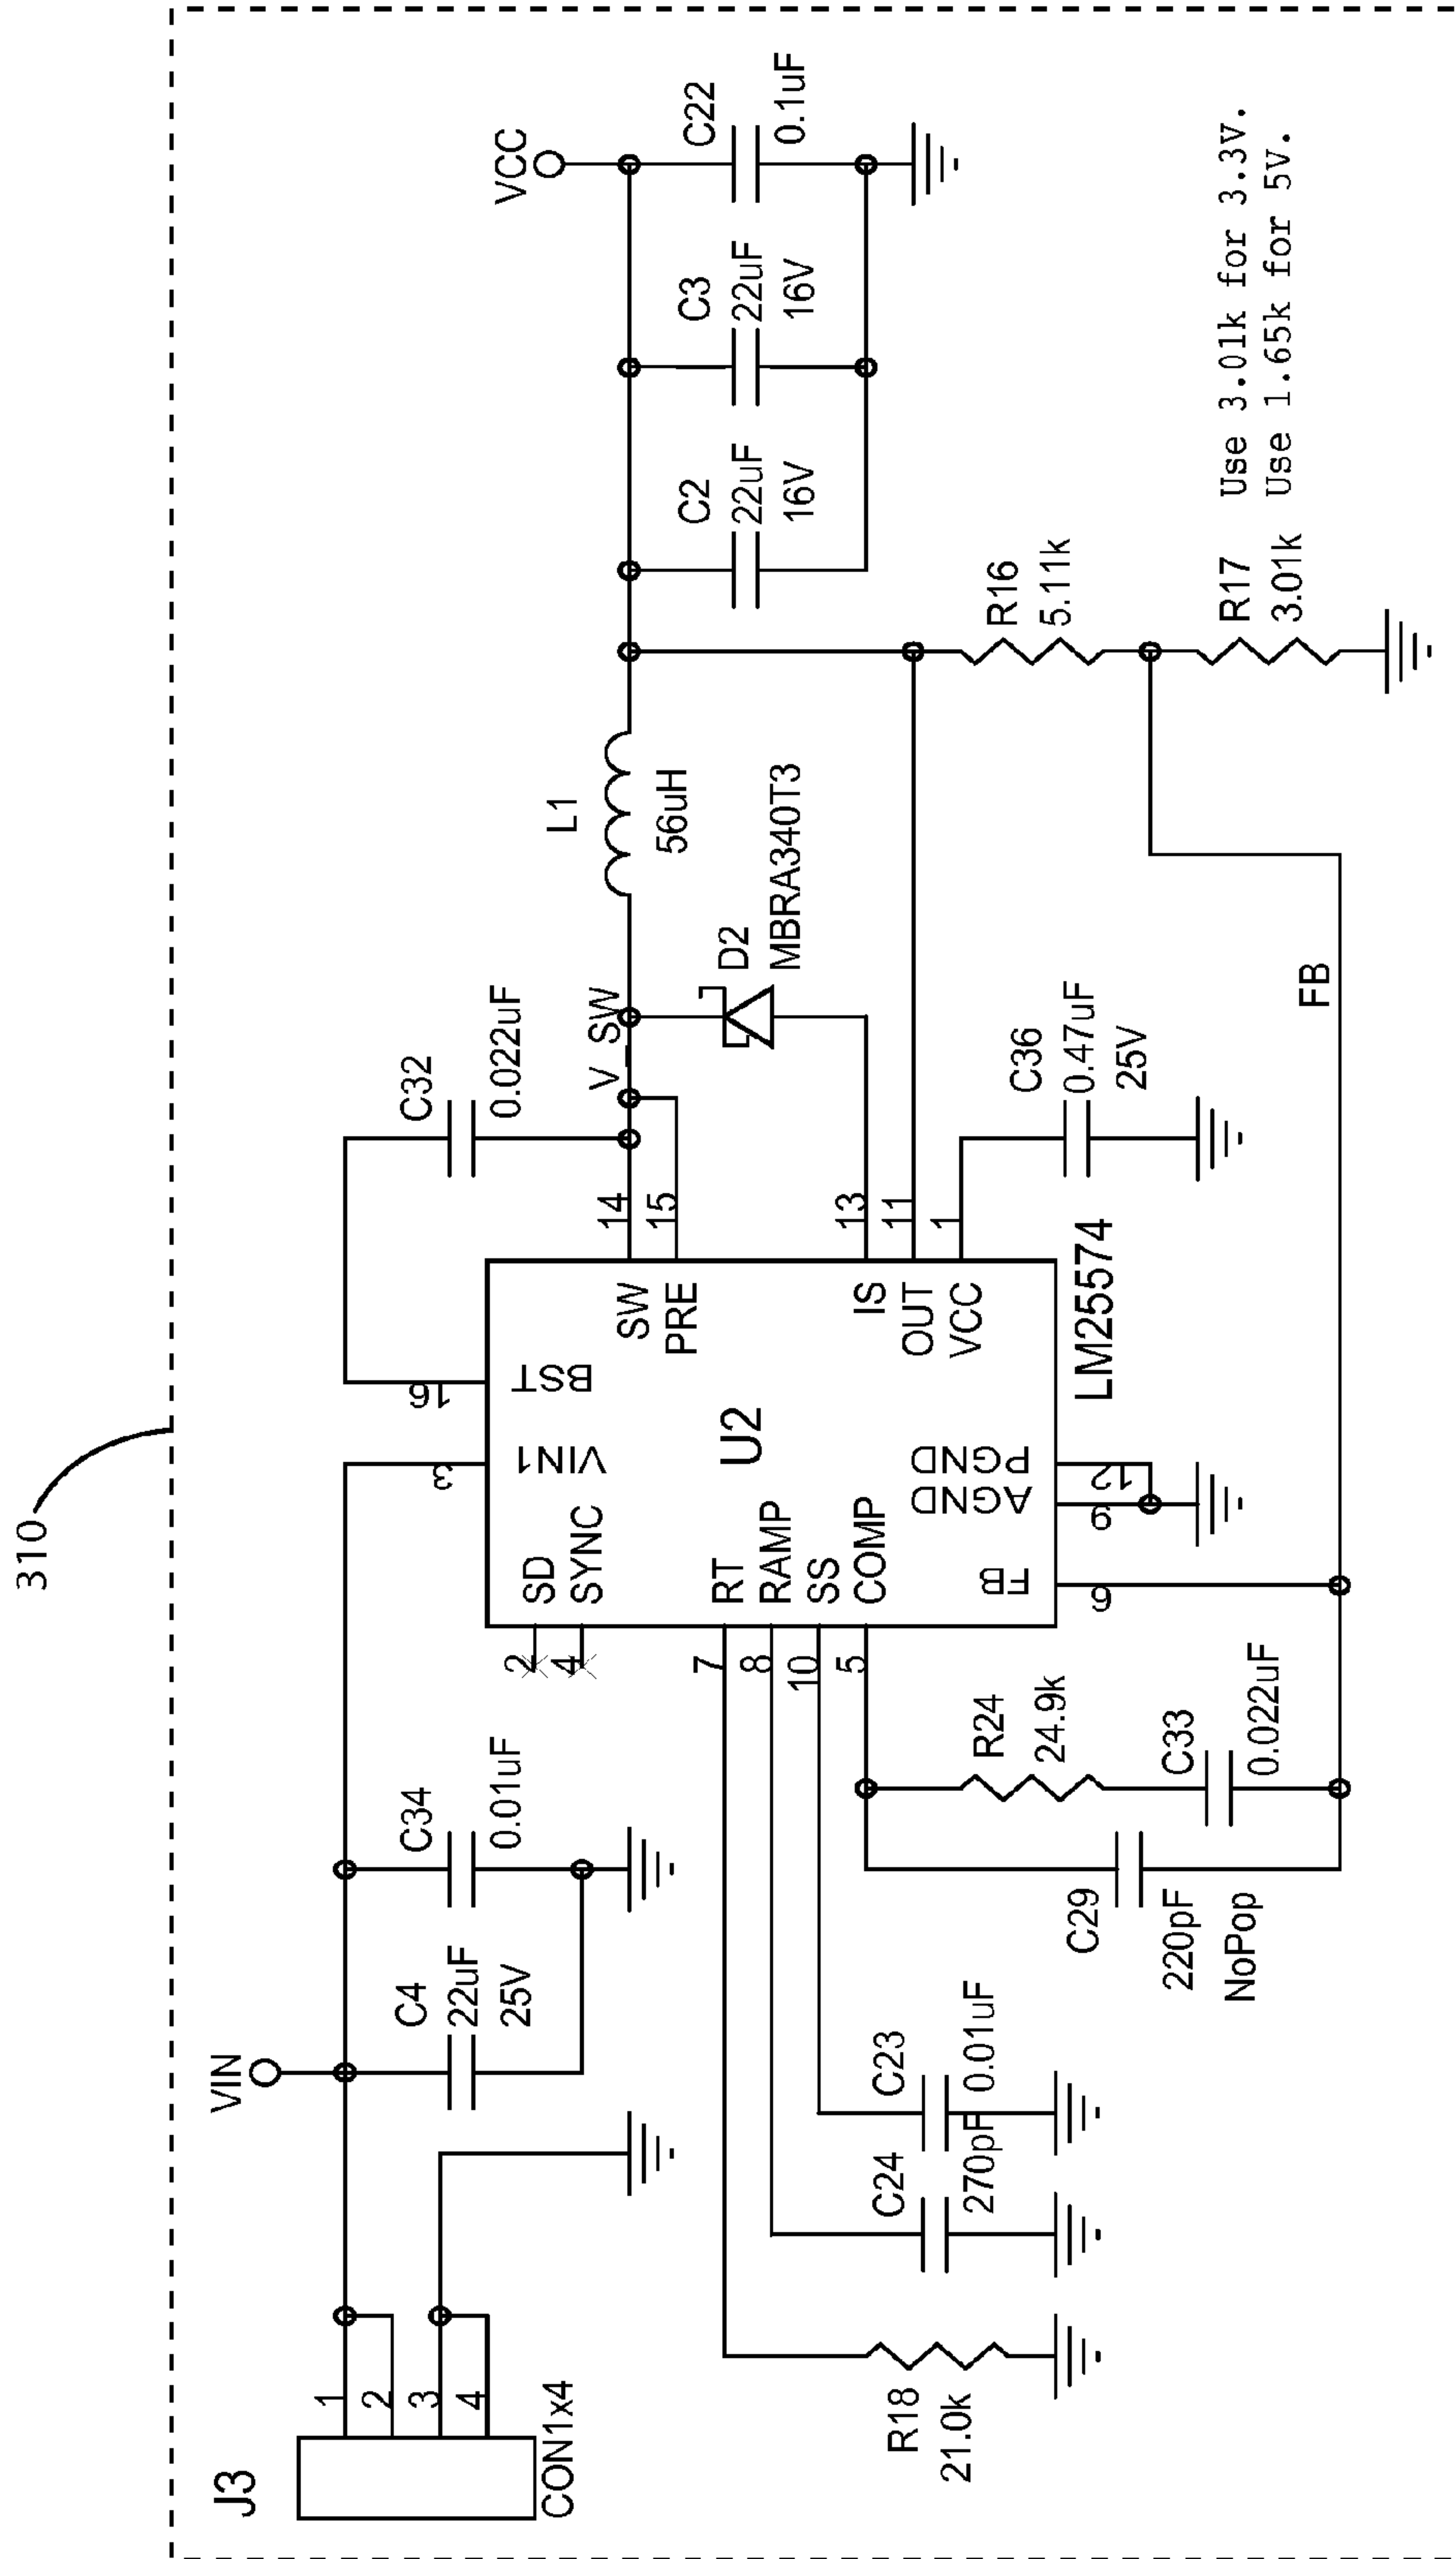 310
J3
CON1x4
1
2
3
4
VIN
C4
22uF
25V
C34
0.01uF
R18
21.0k
C24
270pF
C23
0.01uF
C29
220pF
NoPop
R24
24.9k
C33
0.022uF
2
4
7
8
10
5
SD
SYNC
RT
RAMP
SS
COMP
3
VIN1
16
BST
U2
FB
6
AGND
9
PGND
12
SW
PRE
IS
OUT
VCC
14
15
13
11
1
LM25574
C32
0.022uF
V_SW
D2
MBRA340T3
C36
0.47uF
25V
FB
L1
56uH
R16
5.11k
R17
3.01k
Use 3.01k for 3.3V.
Use 1.65k for 5V.
C2
22uF
16V
C3
22uF
16V
VCC
C22
0.1uF